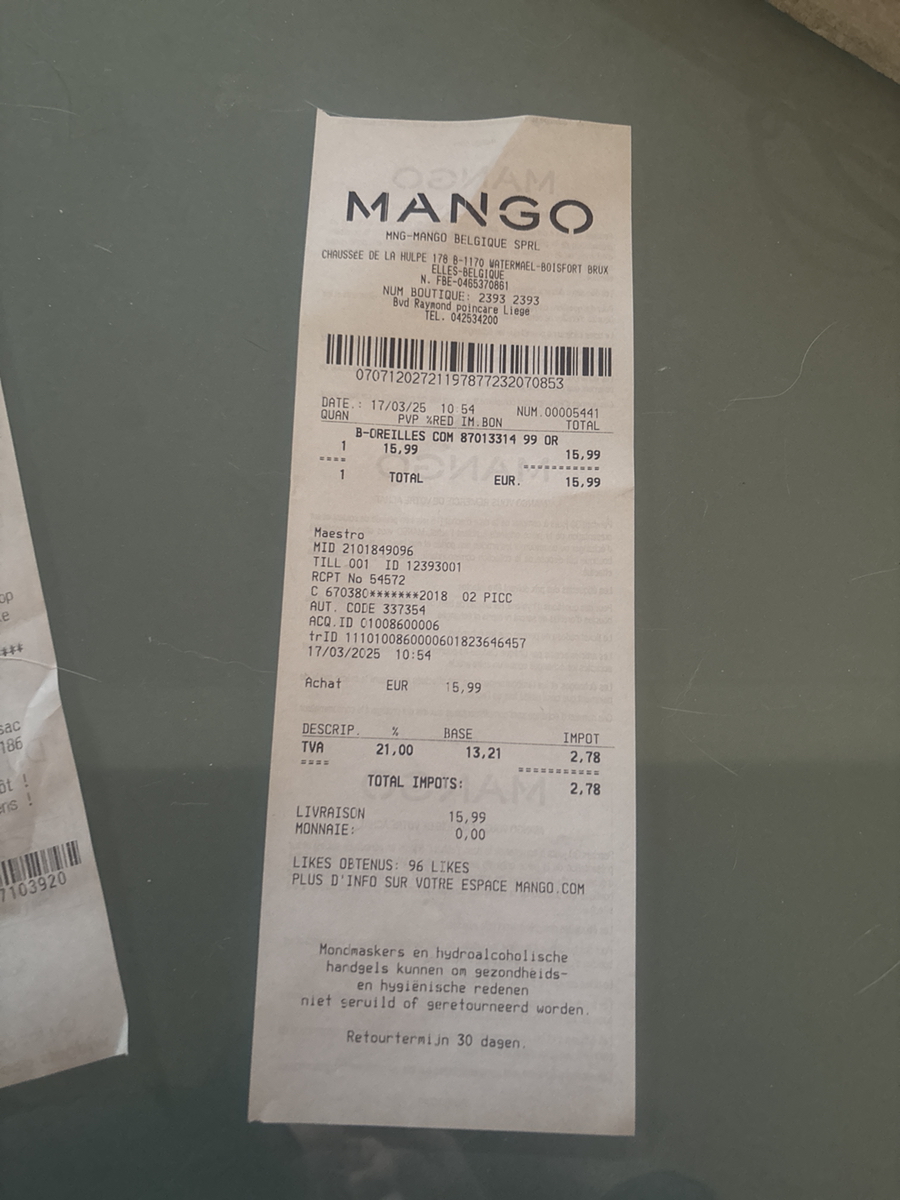 MANGO
MNG-MANGO BELGIQUE SPRL
CHAUSSéE DE LA HULPE 178 B-1170 WATERMAEL-BOISFORT BRUX
ELLES-BELGIQUE
N. FBE-0465370861
NUM BOUTIQUE: 2393 2393
Bvd Raymond poincare Liege
TEL. 042534200
07071202721197877232070853
DATE.: 17/03/25 10:54 NUM.00005441
QUAN PVP %RED IM.BON TOTAL
B-OREILLES COM 87013314 99 OR
1 15,99 15,99
==== ===========
1 TOTAL EUR. 15,99
Maestro
MID 2101849096
TILL 001 ID 12393001
RCPT No 54572
C 670380*******2018 02 PICC
AUT. CODE 337354
ACQ.ID 01008600006
trID 1110100860000601823646457
17/03/2025 10:54
Achat EUR 15,99
DESCRIP. % BASE IMPOT
TVA 21,00 13,21 2,78
==== ===========
TOTAL IMPOTS: 2,78
LIVRAISON 15,99
MONNAIE: 0,00
LIKES OBTENUS: 96 LIKES
PLUS D'INFO SUR VOTRE ESPACE MANGO.COM
Mondmaskers en hydroalcoholische
handgels kunnen om gezondheids-
en hygiënische redenen
niet geruild of geretourneerd worden.
Retourtermijn 30 dagen.
***
sac
186
!
!
7103920